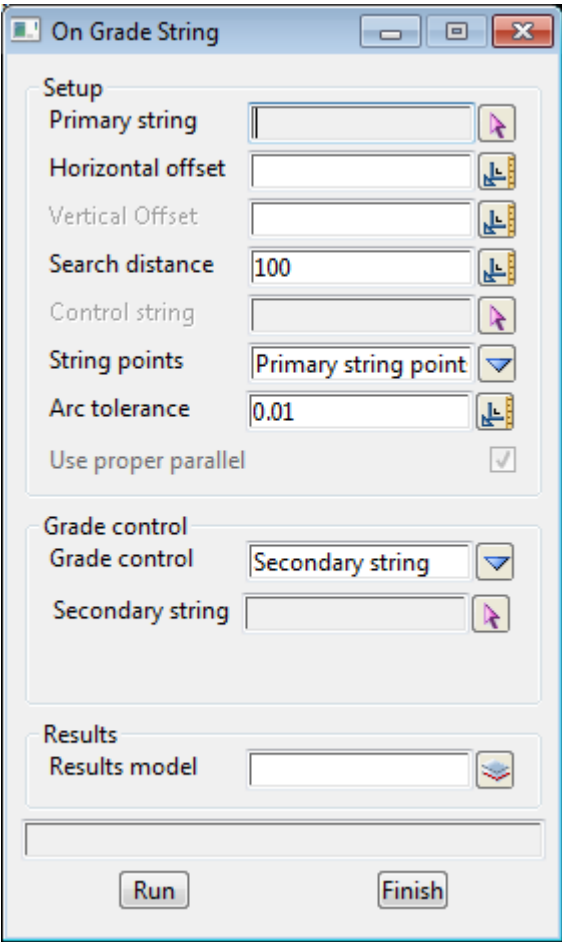 On Grade String
Setup
Primary string
Horizontal offset
Vertical Offset
Search distance 100
Control string
String points Primary string point
Arc tolerance 0.01
Use proper parallel
Grade control
Grade control Secondary string
Secondary string
Results
Results model
Run Finish